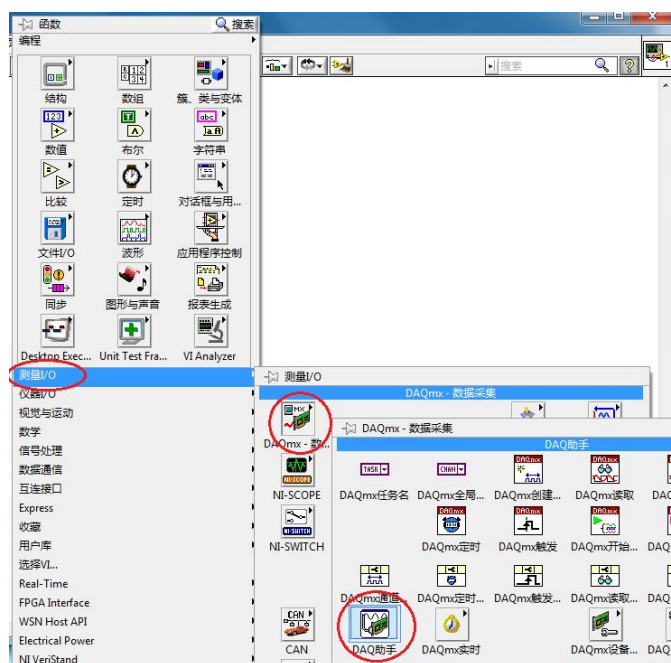 函数
搜索
编程
结构
数组
簇、类与变体
数值
布尔
字符串
比较
定时
对话框与用...
文件I/O
波形
应用程序控制
同步
图形与声音
报表生成
Desktop Exec...
Unit Test Fra...
VI Analyzer
测量I/O
仪器I/O
视觉与运动
数学
信号处理
数据通信
互连接口
Express
收藏
用户库
选择VI...
Real-Time
FPGA Interface
WSN Host API
Electrical Power
NI VeriStand
搜索
测量I/O
DAQmx - 数据采集
DAQmx - 数...
NI-SCOPE
NI-SWITCH
CAN
DAQmx - 数据采集
DAQ助手
DAQmx任务名
DAQmx全局...
DAQmx创建...
DAQmx读取
DAQ
DAQmx定时
DAQmx触发
DAQmx开始...
DAQ
DAQmx通道...
DAQmx定时...
DAQmx触发...
DAQmx读取...
DAQ
DAQ助手
DAQmx实时
DAQmx设备...
DAQ